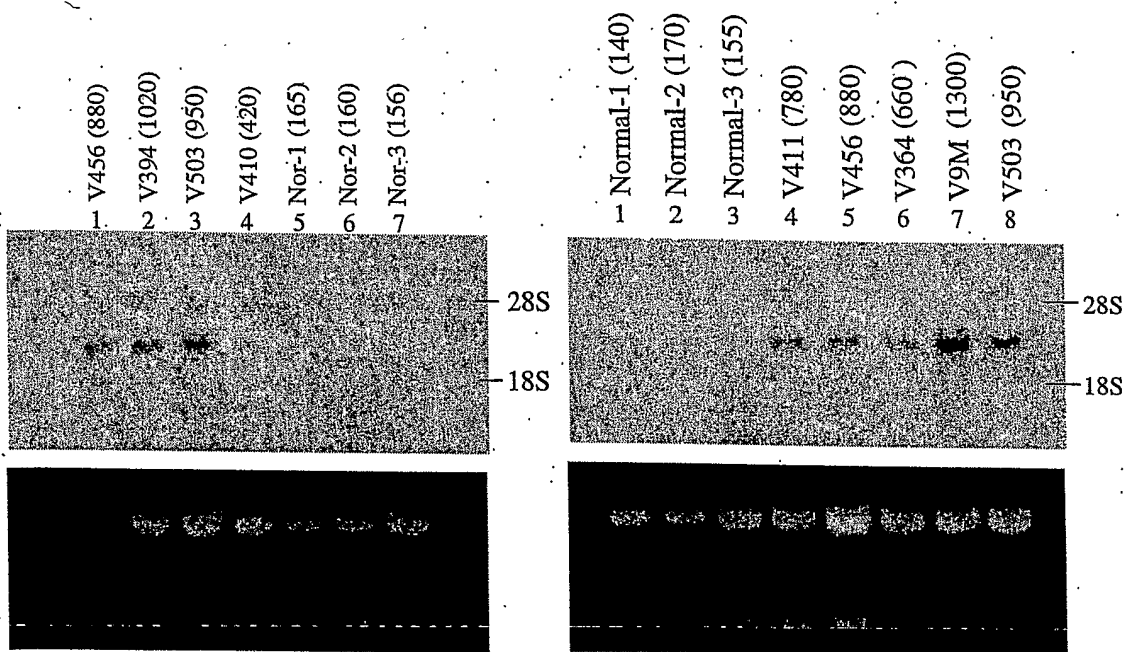 V456 (880)
V394 (1020)
V503 (950)
V410 (420)
Nor-1 (165)
Nor-2 (160)
Nor-3 (156)
1 2 3 4 5 6 7
28S
18S
Normal-1 (140)
Normal-2 (170)
Normal-3 (155)
V411 (780)
V456 (880)
V364 (660)
V9M (1300)
V503 (950)
1 2 3 4 5 6 7 8
28S
18S